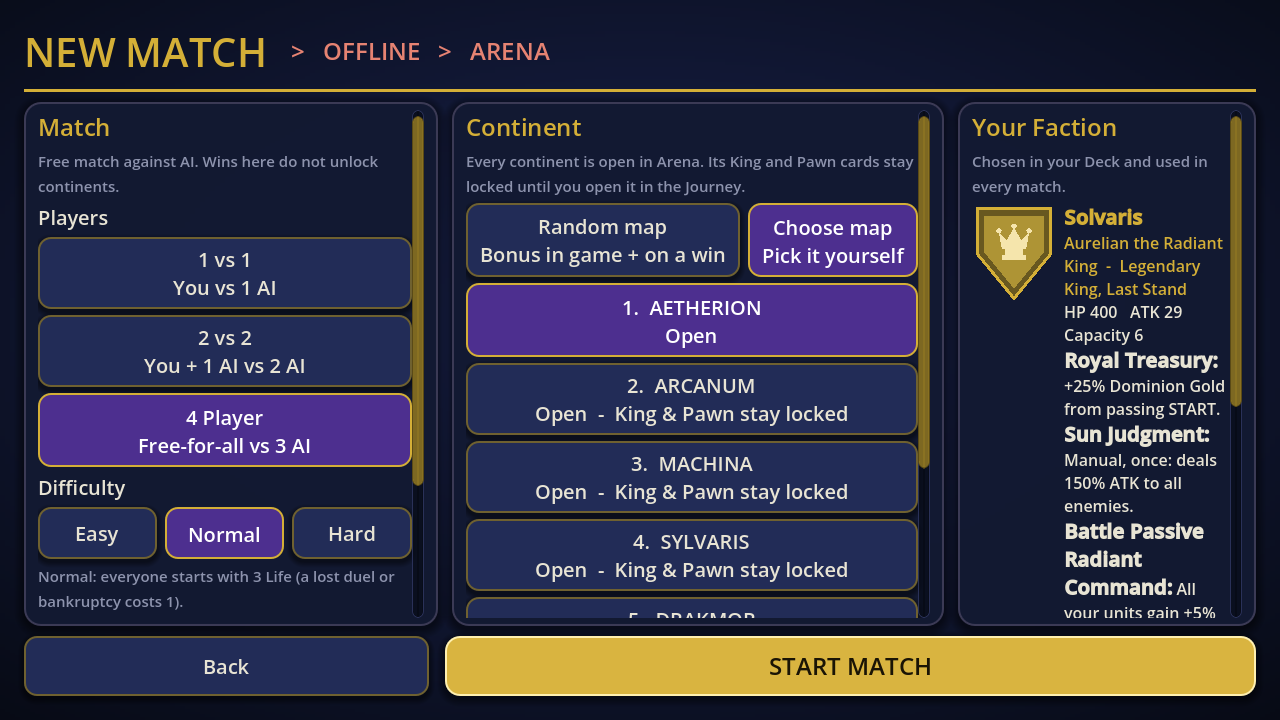 NEW MATCH > OFFLINE > ARENA
Match
Free match against AI. Wins here do not unlock
continents.
Players
1 vs 1
You vs 1 AI
2 vs 2
You + 1 AI vs 2 AI
4 Player
Free-for-all vs 3 AI
Difficulty
Easy
Normal
Hard
Normal: everyone starts with 3 Life (a lost duel or
bankruptcy costs 1).
Continent
Every continent is open in Arena. Its King and Pawn cards stay
locked until you open it in the Journey.
Random map
Bonus in game + on a win
Choose map
Pick it yourself
1. AETHERION
Open
2. ARCANUM
Open - King & Pawn stay locked
3. MACHINA
Open - King & Pawn stay locked
4. SYLVARIS
Open - King & Pawn stay locked
5. DRAKMOR
Your Faction
Chosen in your Deck and used in
every match.
Solvaris
Aurelian the Radiant
King - Legendary
King, Last Stand
HP 400 ATK 29
Capacity 6
Royal Treasury:
+25% Dominion Gold
from passing START.
Sun Judgment:
Manual, once: deals
150% ATK to all
enemies.
Battle Passive
Radiant
Command: All
your units gain +5%
Back
START MATCH